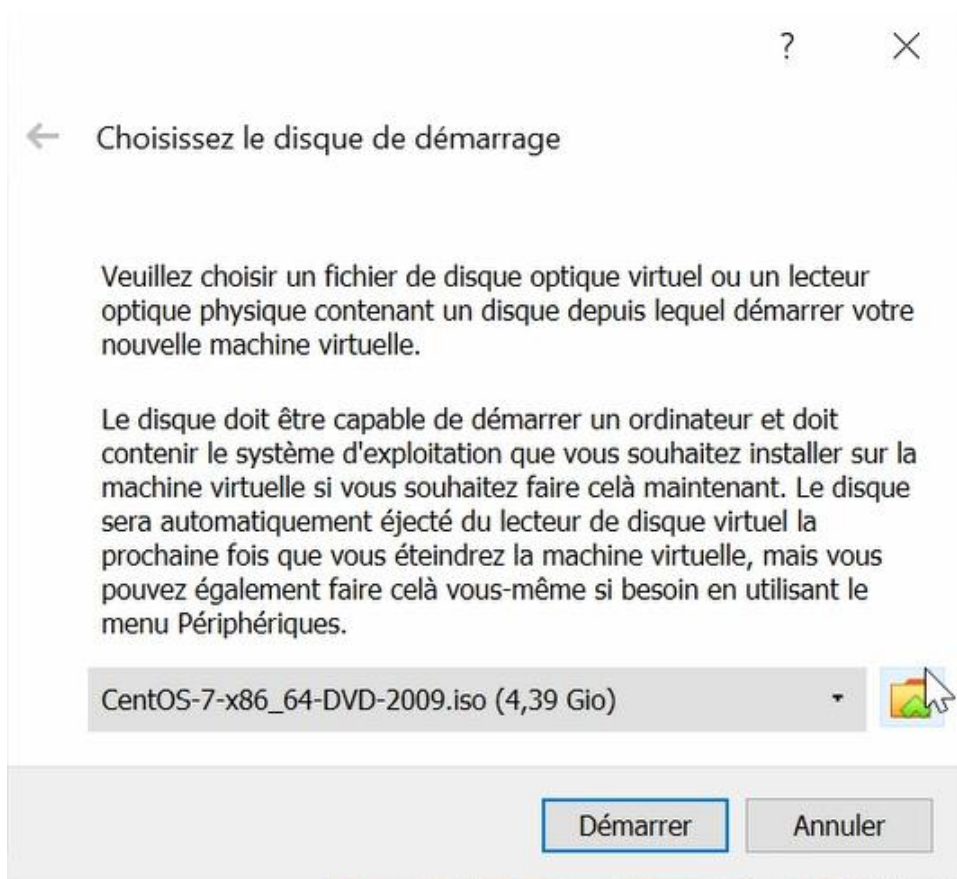 ?
Choisissez le disque de démarrage
Veuillez choisir un fichier de disque optique virtuel ou un lecteur
optique physique contenant un disque depuis lequel démarrer votre
nouvelle machine virtuelle.
Le disque doit être capable de démarrer un ordinateur et doit
contenir le système d'exploitation que vous souhaitez installer sur la
machine virtuelle si vous souhaitez faire celà maintenant. Le disque
sera automatiquement éjecté du lecteur de disque virtuel la
prochaine fois que vous éteindrez la machine virtuelle, mais vous
pouvez également faire celà vous-même si besoin en utilisant le
menu Périphériques.
CentOS-7-x86_64-DVD-2009.iso (4,39 Gio)
Démarrer Annuler